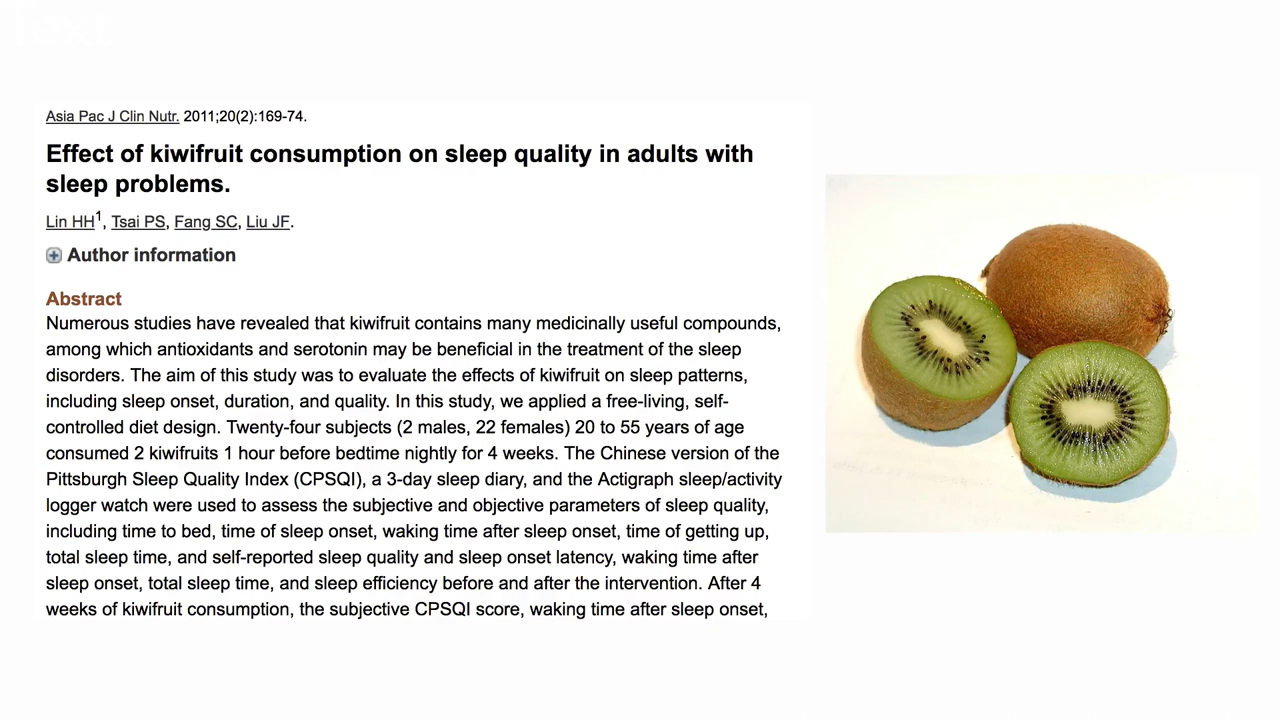 Text
Asia Pac J Clin Nutr. 2011;20(2):169-74.
Effect of kiwifruit consumption on sleep quality in adults with
sleep problems.
Lin HH1, Tsai PS, Fang SC, Liu JF.
Author information
Abstract
Numerous studies have revealed that kiwifruit contains many medicinally useful compounds,
among which antioxidants and serotonin may be beneficial in the treatment of the sleep
disorders. The aim of this study was to evaluate the effects of kiwifruit on sleep patterns,
including sleep onset, duration, and quality. In this study, we applied a free-living, self-
controlled diet design. Twenty-four subjects (2 males, 22 females) 20 to 55 years of age
consumed 2 kiwifruits 1 hour before bedtime nightly for 4 weeks. The Chinese version of the
Pittsburgh Sleep Quality Index (CPSQI), a 3-day sleep diary, and the Actigraph sleep/activity
logger watch were used to assess the subjective and objective parameters of sleep quality,
including time to bed, time of sleep onset, waking time after sleep onset, time of getting up,
total sleep time, and self-reported sleep quality and sleep onset latency, waking time after
sleep onset, total sleep time, and sleep efficiency before and after the intervention. After 4
weeks of kiwifruit consumption, the subjective CPSQI score, waking time after sleep onset,